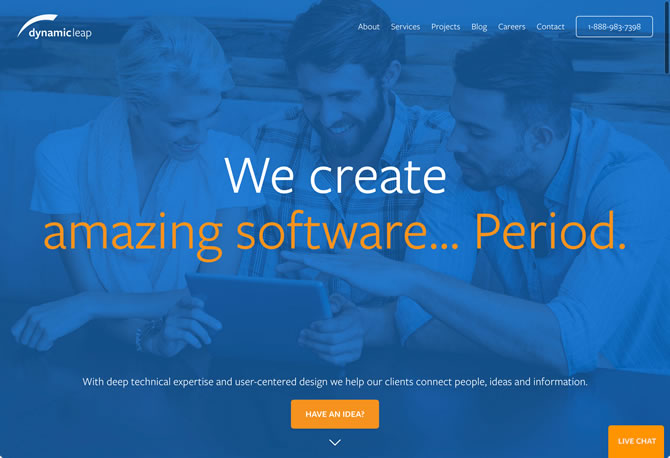 dynamicleap
About Services Projects Blog Careers Contact 1-888-983-7398
We create
amazing software... Period.
With deep technical expertise and user-centered design we help our clients connect people, ideas and information.
HAVE AN IDEA?
LIVE CHAT